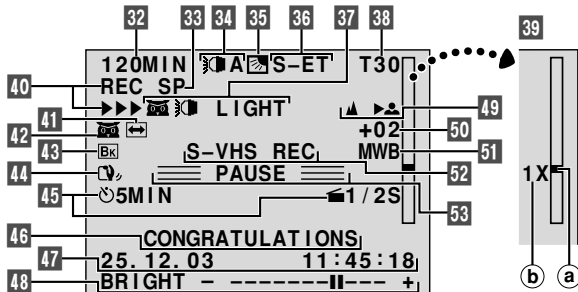 32 33 34 35 36 37 38 39
120MIN A S-ET T30
40 REC SP
LIGHT 49
41
42 +02 50
43 BK MWB 51
S-VHS REC
44 PAUSE 52
1X
45 5MIN 1/2S
53
46 CONGRATULATIONS
47 25.12.03 11:45:18
48 BRIGHT - -------II--- +
b a